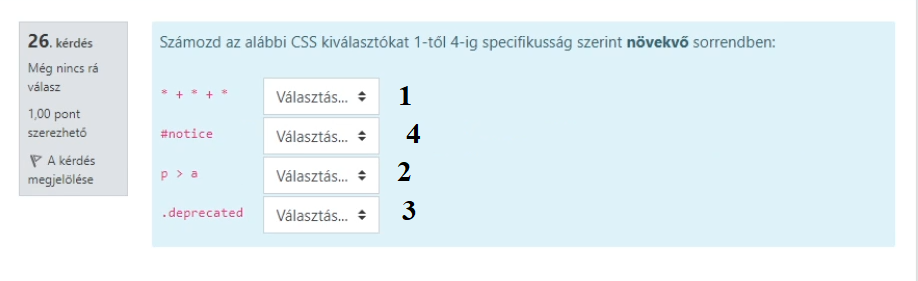 26. kérdés
Még nincs rá
válasz
1,00 pont
szerezhető
A kérdés
megjelölése
Számozd az alábbi CSS kiválasztókat 1-től 4-ig specifikusság szerint növekvő sorrendben:
* + * + * Választás... 1
#notice Választás... 4
p > a Választás... 2
.deprecated Választás... 3